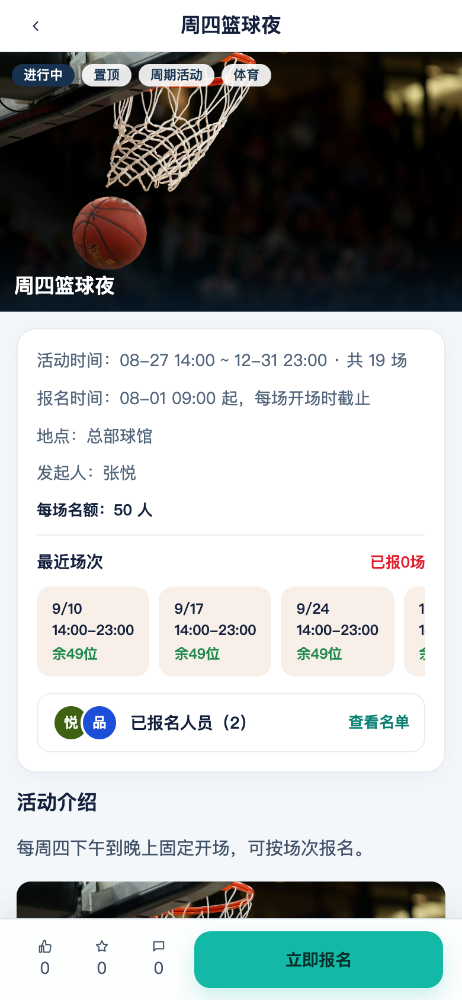 周四篮球夜
进行中 置顶 周期活动 体育
周四篮球夜
活动时间：08-27 14:00 ~ 12-31 23:00 · 共 19 场
报名时间：08-01 09:00 起，每场开场时截止
地点：总部球馆
发起人：张悦
每场名额：50 人
最近场次 已报0场
9/10 9/17 9/24
14:00-23:00 14:00-23:00 14:00-23:00
余49位 余49位 余49位
悦 品 已报名人员（2） 查看名单
活动介绍
每周四下午到晚上固定开场，可按场次报名。
0 0 0 立即报名